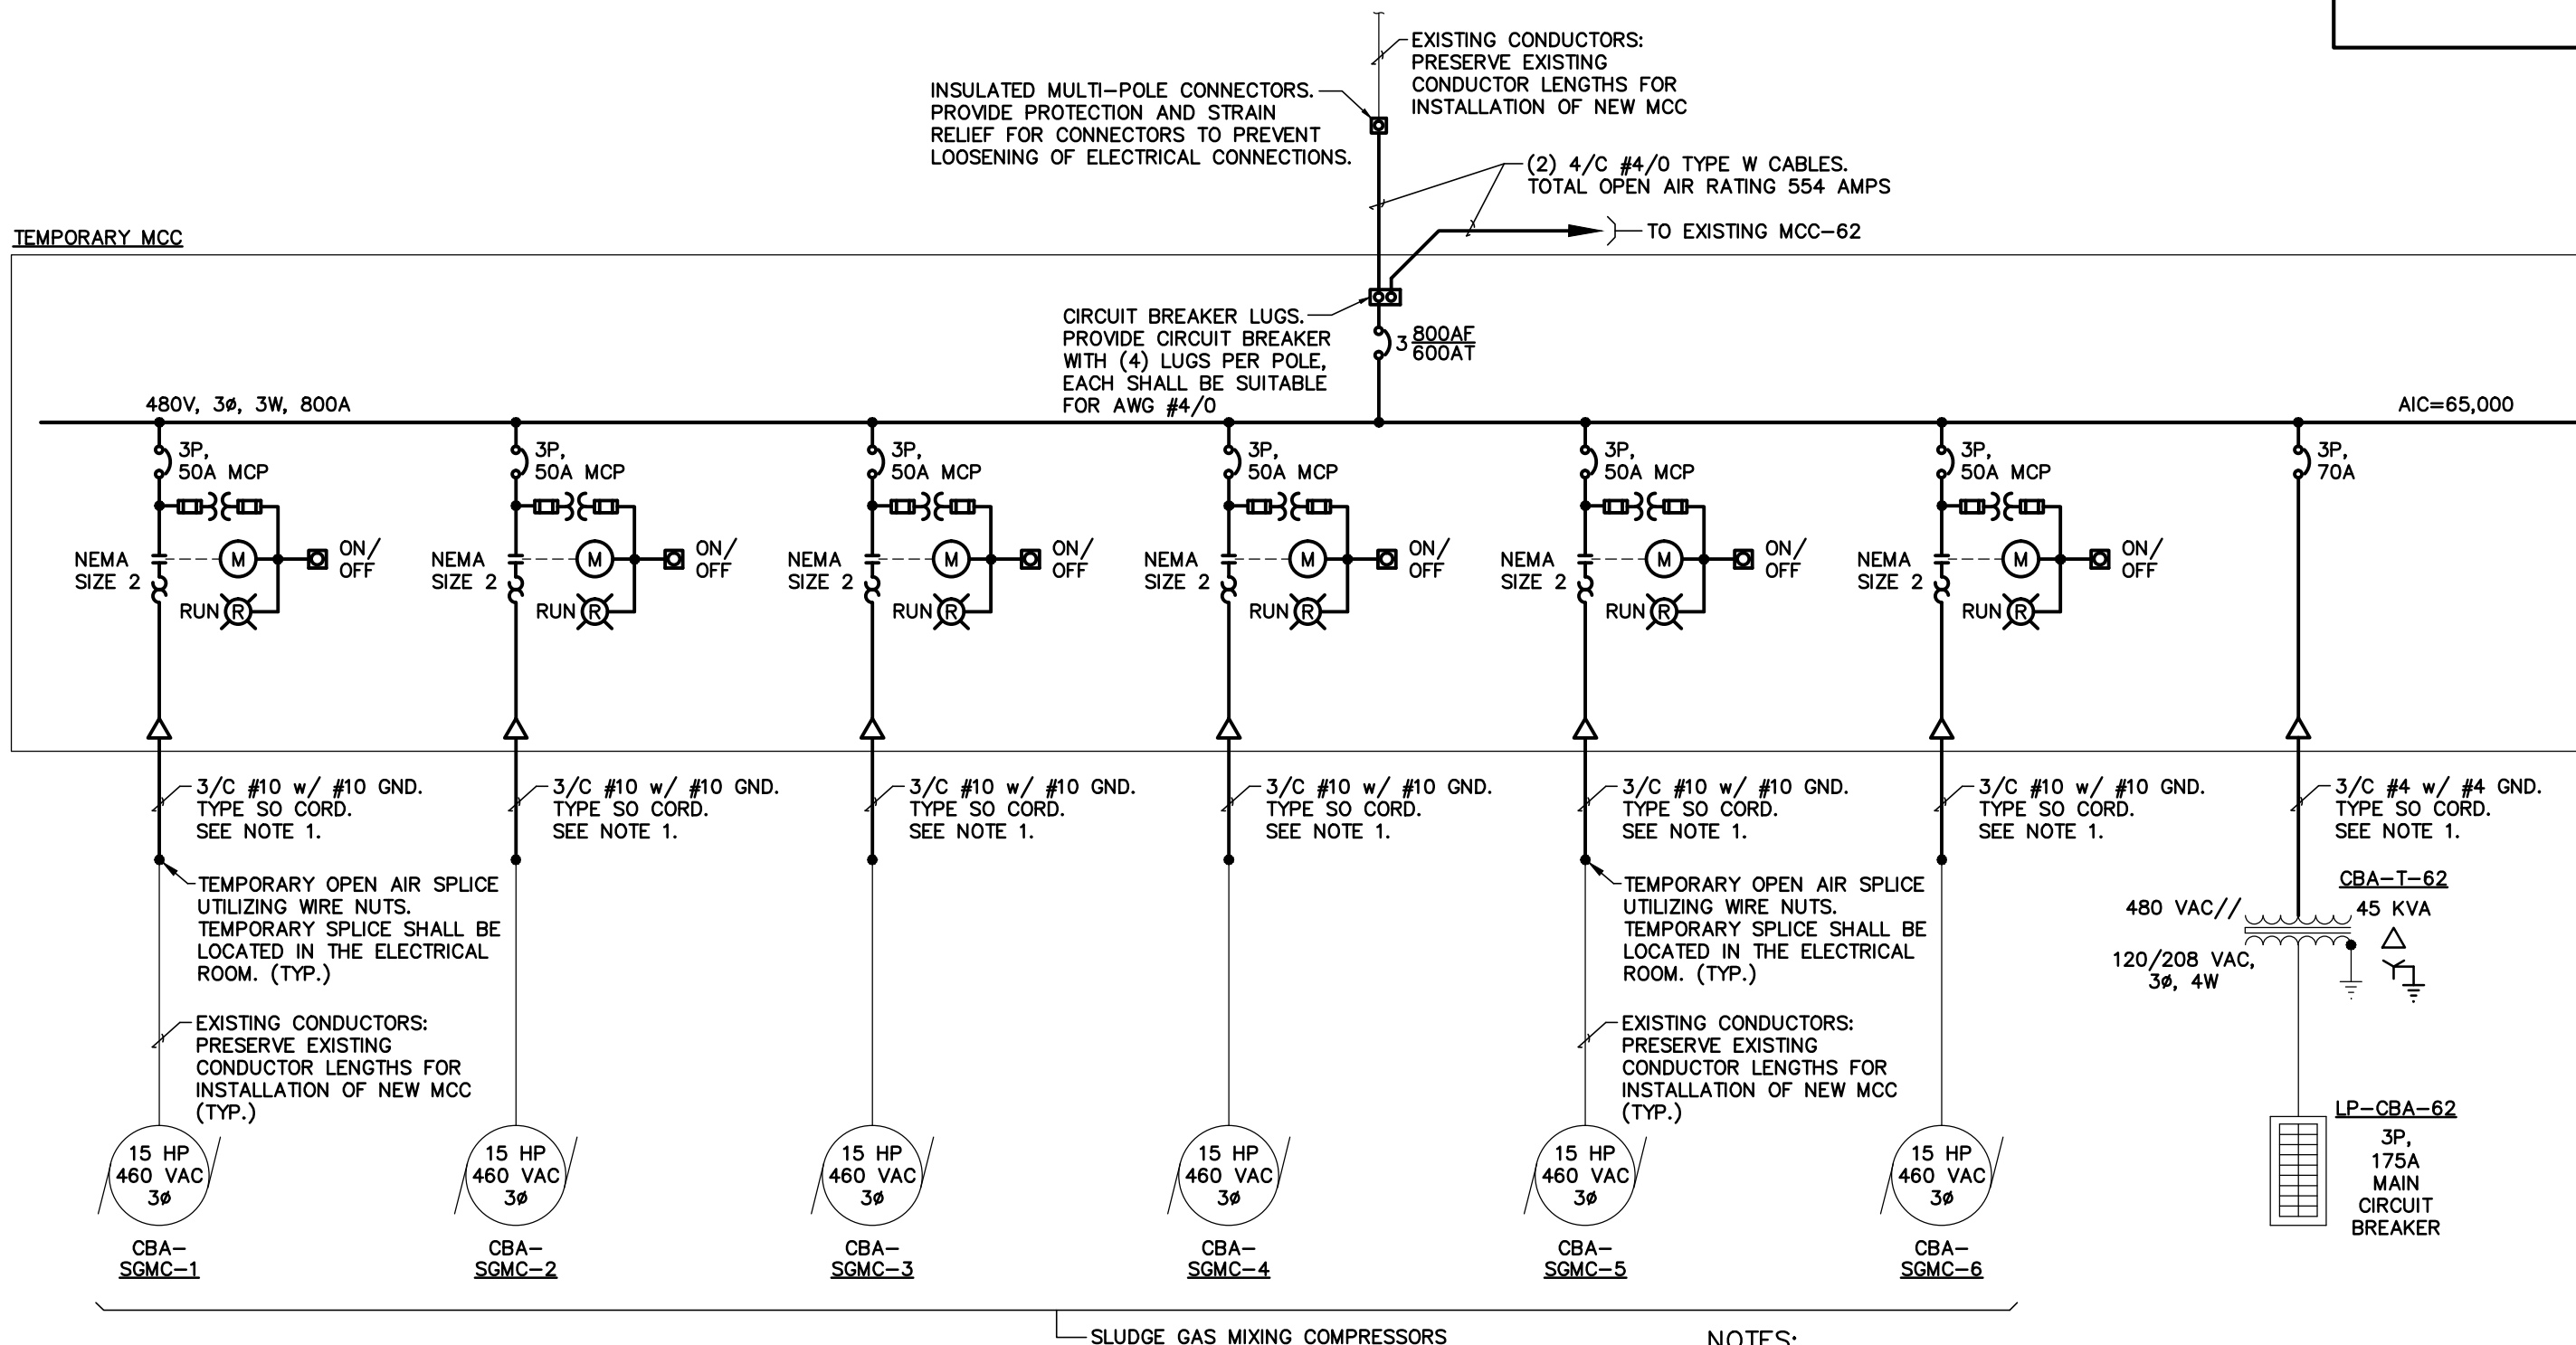 EXISTING CONDUCTORS:
PRESERVE EXISTING
CONDUCTOR LENGTHS FOR
INSTALLATION OF NEW MCC
INSULATED MULTI-POLE CONNECTORS.
PROVIDE PROTECTION AND STRAIN
RELIEF FOR CONNECTORS TO PREVENT
LOOSENING OF ELECTRICAL CONNECTIONS.
(2) 4/C #4/0 TYPE W CABLES.
TOTAL OPEN AIR RATING 554 AMPS
TO EXISTING MCC-62
TEMPORARY MCC
CIRCUIT BREAKER LUGS.
PROVIDE CIRCUIT BREAKER
WITH (4) LUGS PER POLE,
EACH SHALL BE SUITABLE
FOR AWG #4/0
3 800AF
600AT
480V, 3ø, 3W, 800A
AIC=65,000
3P,
50A MCP
3P,
50A MCP
3P,
50A MCP
3P,
50A MCP
3P,
50A MCP
3P,
50A MCP
3P,
70A
NEMA
SIZE 2
M
ON/
OFF
RUN R
NEMA
SIZE 2
M
ON/
OFF
RUN R
NEMA
SIZE 2
M
ON/
OFF
RUN R
NEMA
SIZE 2
M
ON/
OFF
RUN R
NEMA
SIZE 2
M
ON/
OFF
RUN R
NEMA
SIZE 2
M
ON/
OFF
RUN R
3/C #10 w/ #10 GND.
TYPE SO CORD.
SEE NOTE 1.
3/C #10 w/ #10 GND.
TYPE SO CORD.
SEE NOTE 1.
3/C #10 w/ #10 GND.
TYPE SO CORD.
SEE NOTE 1.
3/C #10 w/ #10 GND.
TYPE SO CORD.
SEE NOTE 1.
3/C #10 w/ #10 GND.
TYPE SO CORD.
SEE NOTE 1.
3/C #10 w/ #10 GND.
TYPE SO CORD.
SEE NOTE 1.
3/C #4 w/ #4 GND.
TYPE SO CORD.
SEE NOTE 1.
TEMPORARY OPEN AIR SPLICE
UTILIZING WIRE NUTS.
TEMPORARY SPLICE SHALL BE
LOCATED IN THE ELECTRICAL
ROOM. (TYP.)
TEMPORARY OPEN AIR SPLICE
UTILIZING WIRE NUTS.
TEMPORARY SPLICE SHALL BE
LOCATED IN THE ELECTRICAL
ROOM. (TYP.)
CBA-T-62
480 VAC//
45 KVA
120/208 VAC,
3ø, 4W
EXISTING CONDUCTORS:
PRESERVE EXISTING
CONDUCTOR LENGTHS FOR
INSTALLATION OF NEW MCC
(TYP.)
EXISTING CONDUCTORS:
PRESERVE EXISTING
CONDUCTOR LENGTHS FOR
INSTALLATION OF NEW MCC
(TYP.)
LP-CBA-62
3P,
175A
MAIN
CIRCUIT
BREAKER
15 HP
460 VAC
3ø
15 HP
460 VAC
3ø
15 HP
460 VAC
3ø
15 HP
460 VAC
3ø
15 HP
460 VAC
3ø
15 HP
460 VAC
3ø
CBA-
SGMC-1
CBA-
SGMC-2
CBA-
SGMC-3
CBA-
SGMC-4
CBA-
SGMC-5
CBA-
SGMC-6
SLUDGE GAS MIXING COMPRESSORS
NOTES: